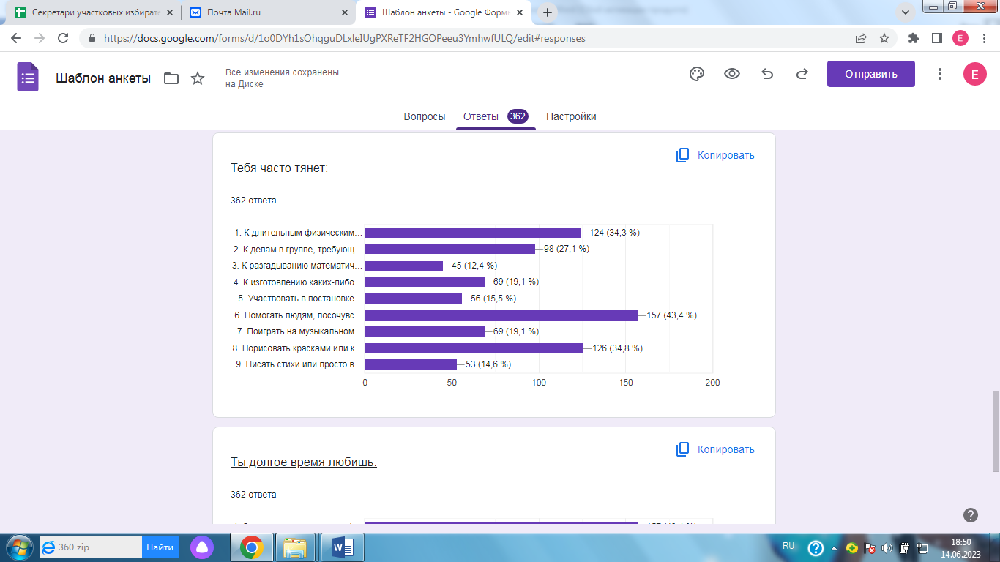 Секретари участковых избирате
Почта Mail.ru
Шаблон анкеты - Google Форм
https://docs.google.com/forms/d/1o0DYh1sOhqguDLxleIUgPXReTF2HGOPeeu3YmhwfULQ/edit#responses
E
Шаблон анкеты
Все изменения сохранены
на Диске
Отправить
E
Вопросы
Ответы 362
Настройки
Копировать
Тебя часто тянет:
362 ответа
1. К длительным физическим... 124 (34,3 %)
2. К делам в группе, требующ... 98 (27,1 %)
3. К разгадыванию математич... 45 (12,4 %)
4. К изготовлению каких-либо... 69 (19,1 %)
5. Участвовать в постановке... 56 (15,5 %)
6. Помогать людям, посочувс... 157 (43,4 %)
7. Поиграть на музыкальном... 69 (19,1 %)
8. Порисовать красками или к... 126 (34,8 %)
9. Писать стихи или просто в... 53 (14,6 %)
0 50 100 150 200
Копировать
Ты долгое время любишь:
362 ответа
360 zip
Найти
RU
18:50
14.06.2023